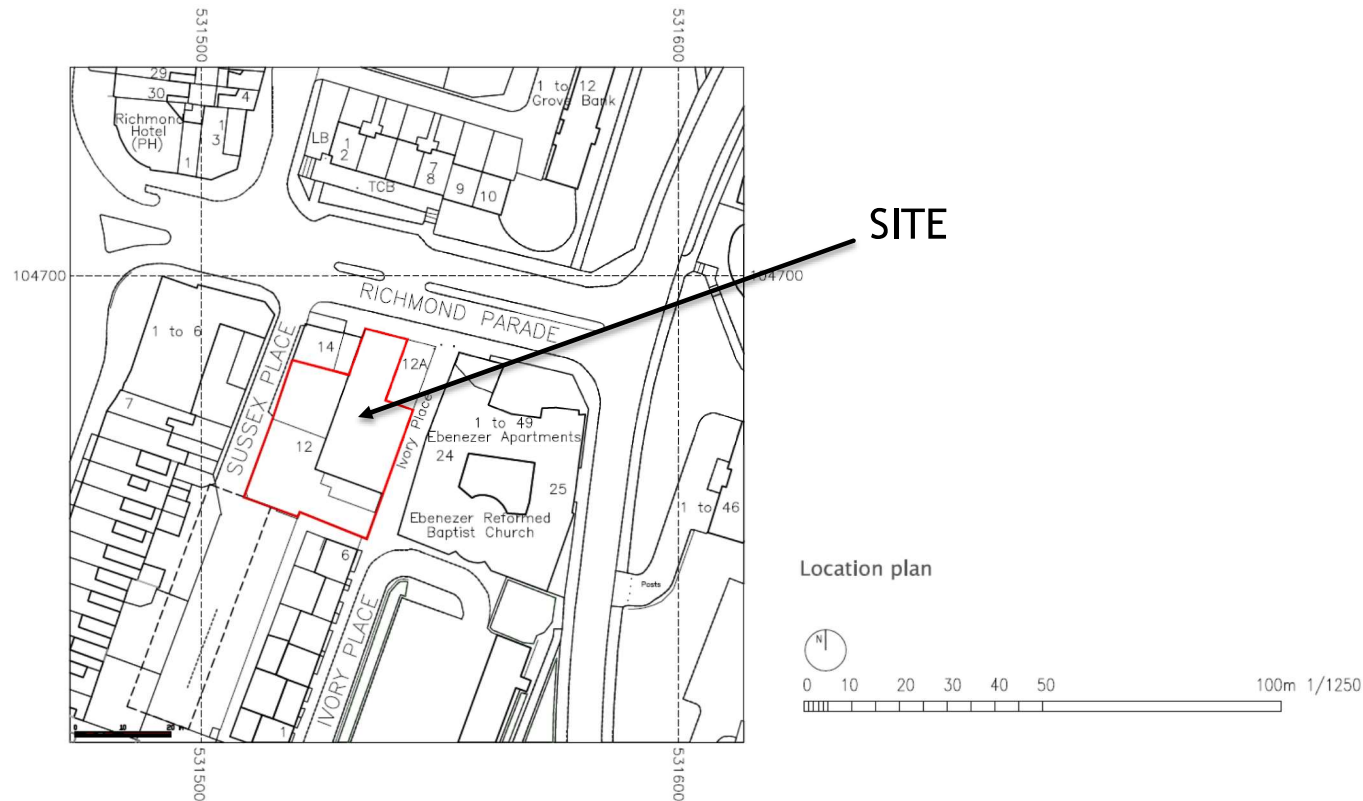 531500
531600
29
30
4
Richmond
Hotel
(PH)
1
3
1
1 to 12
Grove Bank
LB
1
2
7
8
9
10
TCB
SITE
104700
104700
RICHMOND PARADE
1 to 6
SUSSEX PLACE
14
12A
7
12
Ivory Place
1 to 49
Ebenezer Apartments
24
25
Ebenezer Reformed
Baptist Church
1 to 46
6
Posts
IVORY PLACE
1
0 10 20 m
531500
531600
Location plan
N
0 10 20 30 40 50 100m 1/1250